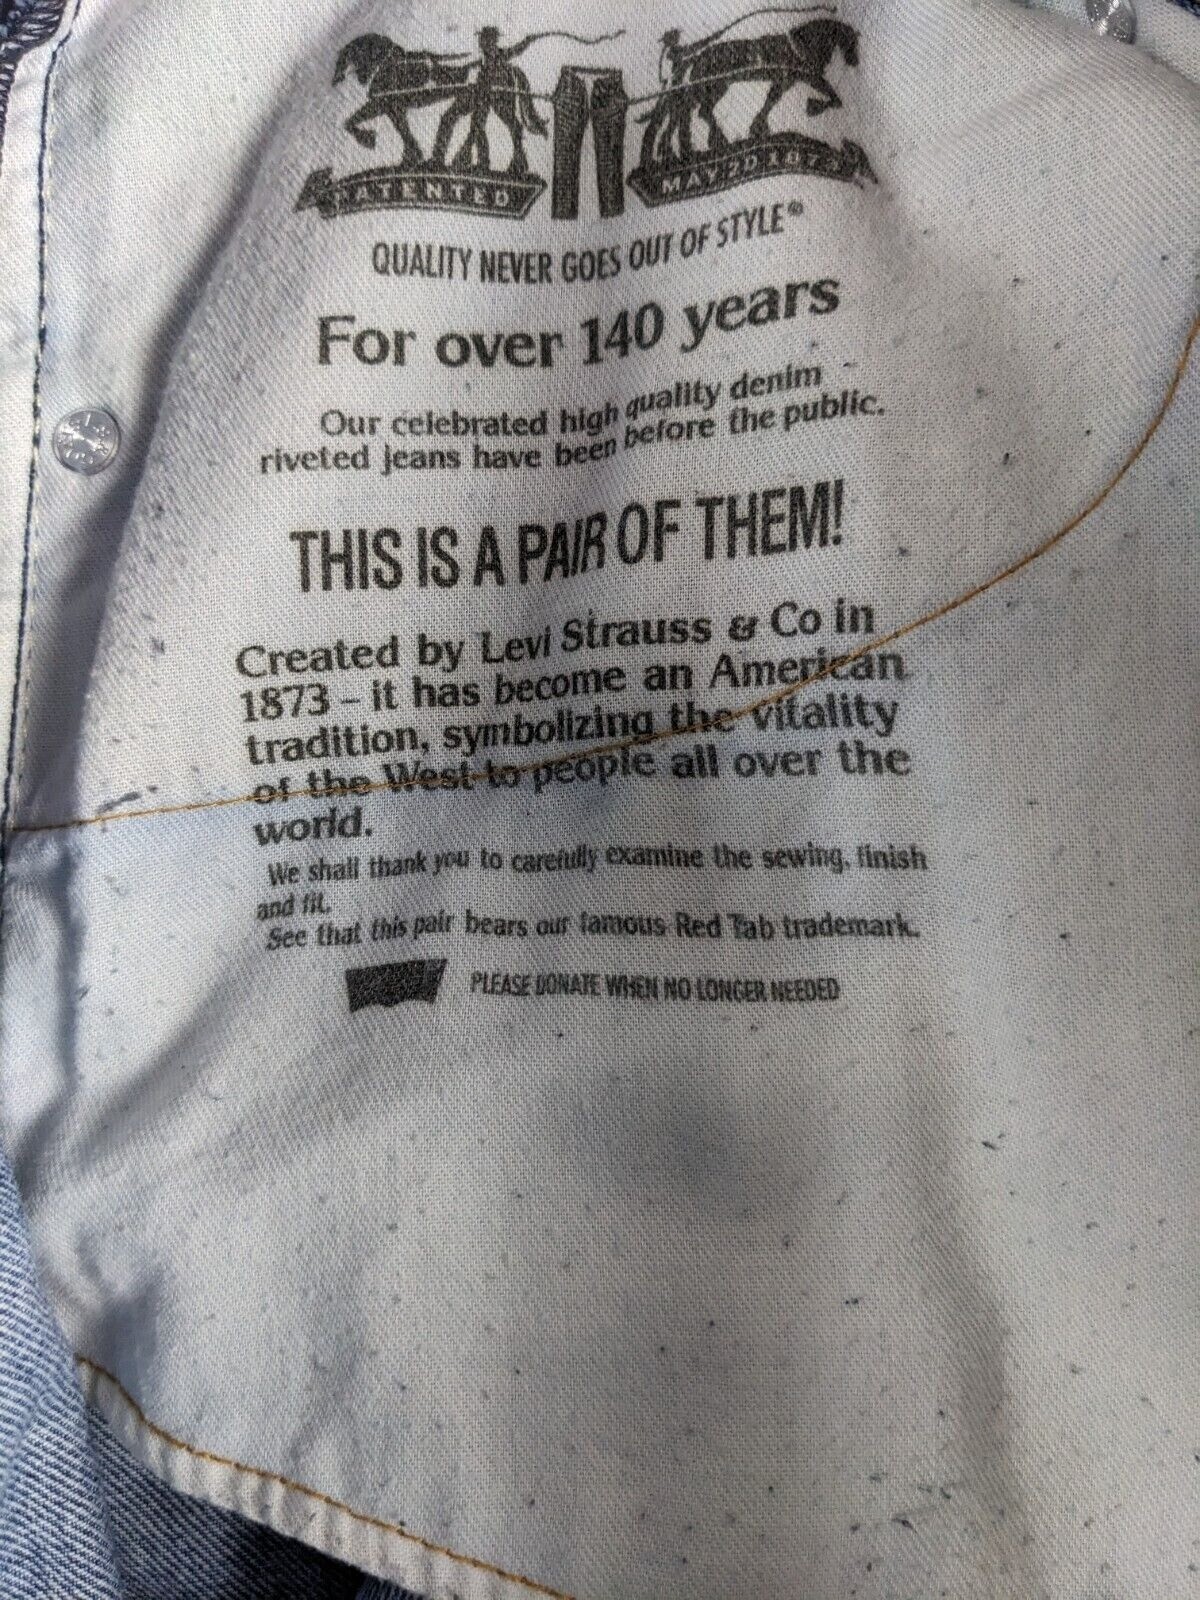 PATENTED MAY 20 1873
QUALITY NEVER GOES OUT OF STYLE®
For over 140 years
Our celebrated high quality denim
riveted jeans have been before the public.
THIS IS A PAIR OF THEM!
Created by Levi Strauss & Co in
1873 – it has become an American
tradition, symbolizing the vitality
of the West to people all over the
world.
We shall thank you to carefully examine the sewing, finish
and fit.
See that this pair bears our famous Red Tab trademark.
PLEASE DONATE WHEN NO LONGER NEEDED